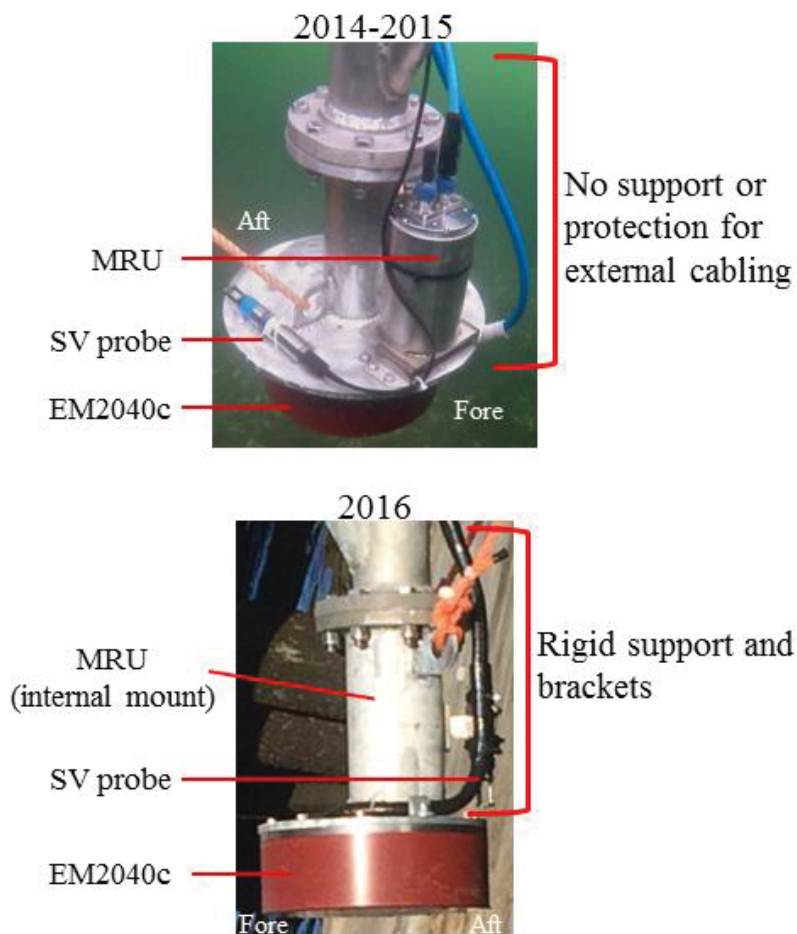 2014-2015
No support or
protection for
external cabling
Aft
MRU
SV probe
EM2040c
Fore
2016
MRU
(internal mount)
Rigid support and
brackets
SV probe
EM2040c
Fore
Aft